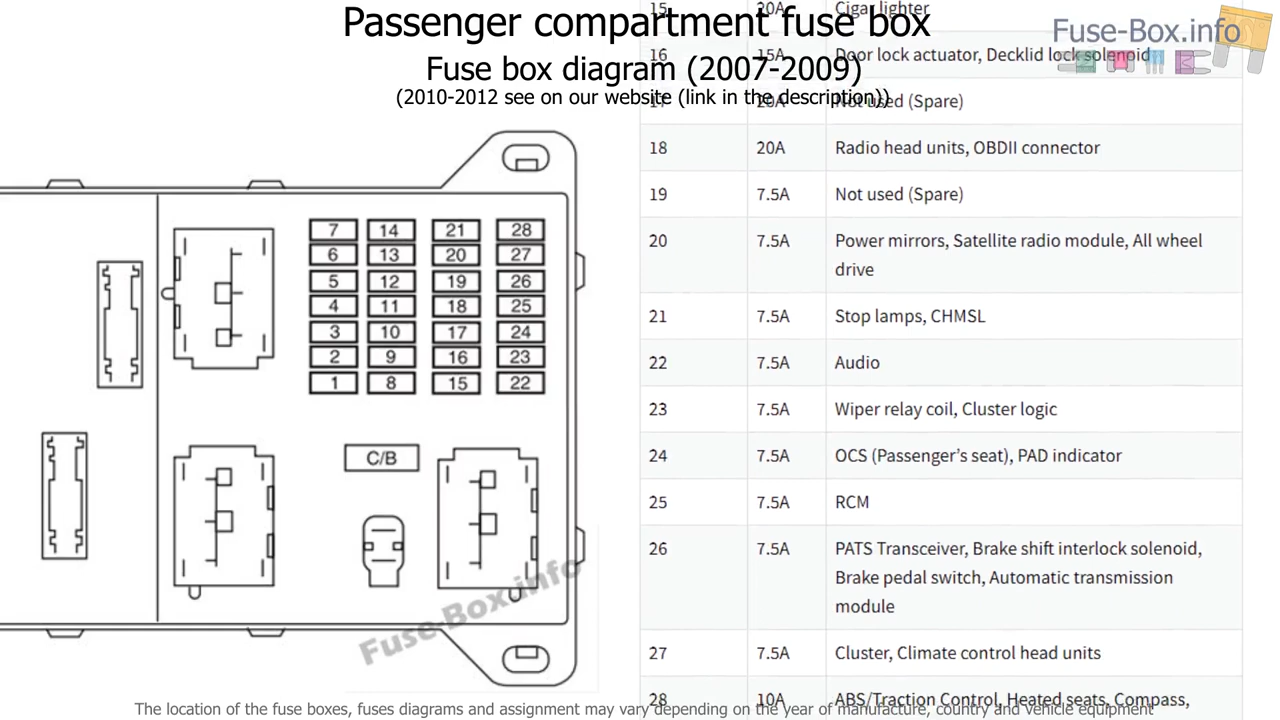 Passenger compartment fuse box
Fuse box diagram (2007-2009)
(2010-2012 see on our website (link in the description))
Fuse-Box.info
15 20A Cigar lighter
16 15A Door lock actuator, Decklid lock solenoid
17 20A Not used (Spare)
18 20A Radio head units, OBDII connector
19 7.5A Not used (Spare)
20 7.5A Power mirrors, Satellite radio module, All wheel
drive
21 7.5A Stop lamps, CHMSL
22 7.5A Audio
23 7.5A Wiper relay coil, Cluster logic
24 7.5A OCS (Passenger’s seat), PAD indicator
25 7.5A RCM
26 7.5A PATS Transceiver, Brake shift interlock solenoid,
Brake pedal switch, Automatic transmission
module
27 7.5A Cluster, Climate control head units
28 10A ABS/Traction Control, Heated seats, Compass,
7 14 21 28
6 13 20 27
5 12 19 26
4 11 18 25
3 10 17 24
2 9 16 23
1 8 15 22
C/B
Fuse-Box.info
The location of the fuse boxes, fuses diagrams and assignment may vary depending on the year of manufacture, country and vehicle equipment